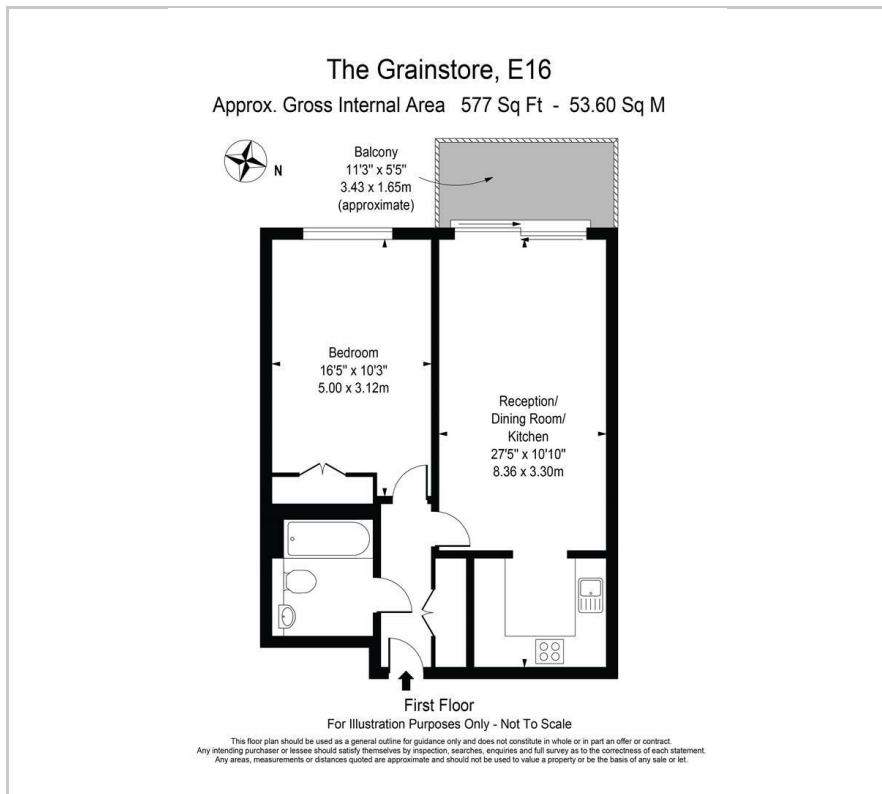 The Grainstore, E16
Approx. Gross Internal Area 577 Sq Ft - 53.60 Sq M
N
Balcony
11'3" x 5'5"
3.43 x 1.65m
(approximate)
Bedroom
16'5" x 10'3"
5.00 x 3.12m
Reception/
Dining Room/
Kitchen
27'5" x 10'10"
8.36 x 3.30m
First Floor
For Illustration Purposes Only - Not To Scale
This floor plan should be used as a general outline for guidance only and does not constitute in whole or in part an offer or contract.
Any intending purchaser or lessee should satisfy themselves by inspection, searches, enquiries and full survey as to the correctness of each statement.
Any areas, measurements or distances quoted are approximate and should not be used to value a property or be the basis of any sale or let.